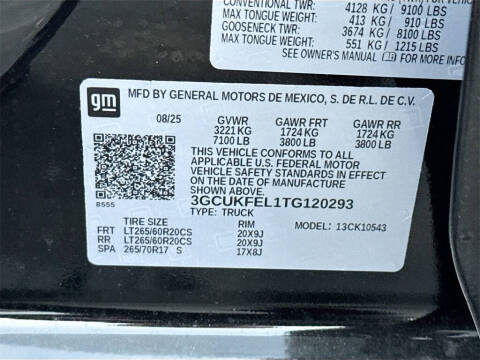 CONVENTIONAL TWR: 4128 KG / 9100 LBS
MAX TONGUE WEIGHT: 413 KG / 910 LBS
GOOSENECK TWR: 3674 KG / 8100 LBS
MAX TONGUE WEIGHT: 551 KG / 1215 LBS
SEE OWNER'S MANUAL FOR MORE INFO
gm MFD BY GENERAL MOTORS DE MEXICO, S. DE R.L. DE C.V.
08/25 GVWR GAWR FRT GAWR RR
3221 KG 1724 KG 1724 KG
7100 LB 3800 LB 3800 LB
THIS VEHICLE CONFORMS TO ALL
APPLICABLE U.S. FEDERAL MOTOR
VEHICLE SAFETY STANDARDS IN
EFFECT ON THE DATE OF
MANUFACTURE SHOWN ABOVE.
3GCUKFEL1TG120293
8555 TYPE: TRUCK
TIRE SIZE RIM MODEL: 13CK10543
FRT LT265/60R20CS 20X9J
RR LT265/60R20CS 20X9J
SPA 265/70R17 S 17X8J